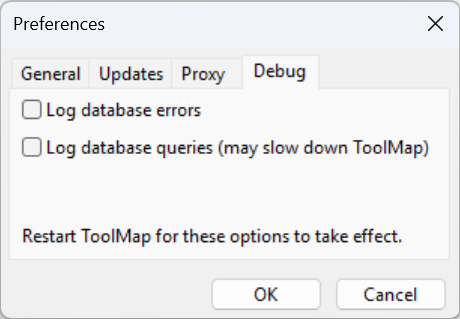 Preferences
General Updates Proxy Debug
Log database errors
Log database queries (may slow down ToolMap)
Restart ToolMap for these options to take effect.
OK Cancel